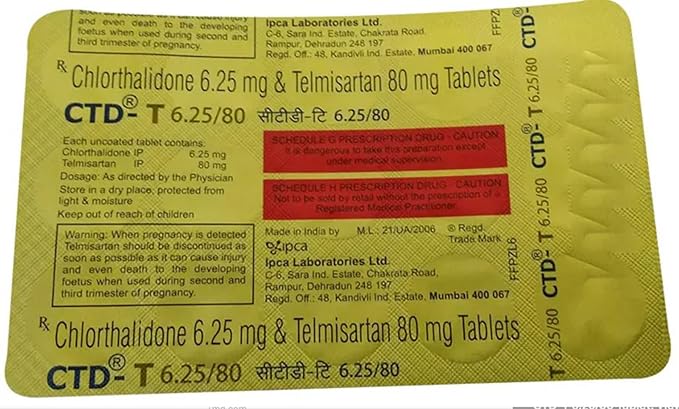 and even death to the developing
foetus when used during second and
third trimester of pregnancy.
Ipca Laboratories Ltd.
C-6, Sara Ind. Estate, Chakrata Road,
Rampur, Dehradun 248 197
Regd. Off.: 48, Kandivli Ind. Estate, Mumbai 400 067
FFPZL6
Rx Chlorthalidone 6.25 mg & Telmisartan 80 mg Tablets
CTD®- T 6.25/80 सीटीडी-टि 6.25/80
Each uncoated tablet contains:
Chlorthalidone IP 6.25 mg
Telmisartan IP 80 mg
Dosage: As directed by the Physician
Store in a dry place, protected from
light & moisture
Keep out of reach of children
SCHEDULE G PRESCRIPTION DRUG - CAUTION
It is dangerous to take this preparation except
under medical supervision.
SCHEDULE H PRESCRIPTION DRUG - CAUTION
Not to be sold by retail without the prescription of a
Registered Medical Practitioner.
Warning: When pregnancy is detected
Telmisartan should be discontinued as
soon as possible as it can cause injury
and even death to the developing
foetus when used during second and
third trimester of pregnancy.
Made in India by M.L.: 21/UA/2006 ® Regd.
Trade Mark
ipca
Ipca Laboratories Ltd.
C-6, Sara Ind. Estate, Chakrata Road,
Rampur, Dehradun 248 197
Regd. Off.: 48, Kandivli Ind. Estate, Mumbai 400 067
FFPZL6
Rx Chlorthalidone 6.25 mg & Telmisartan 80 mg Tablets
CTD®- T 6.25/80 सीटीडी-टि 6.25/80
CTD®-
T 6.25/80 CTD®-
T 6.25/80 CTD®-
T 6.25/80